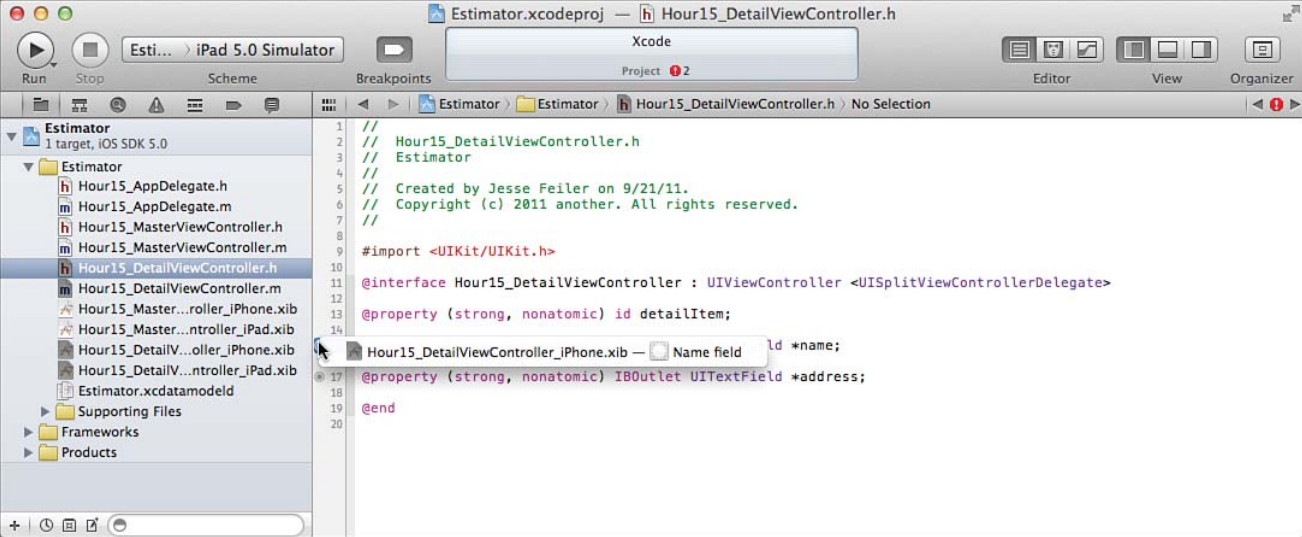 Estimator.xcodeproj — Hour15_DetailViewController.h
Esti... iPad 5.0 Simulator
Xcode
Project 2
Run Stop Scheme Breakpoints Editor View Organizer
Estimator Estimator Hour15_DetailViewController.h No Selection
Estimator
1 target, iOS SDK 5.0
Estimator
Hour15_AppDelegate.h
Hour15_AppDelegate.m
Hour15_MasterViewController.h
Hour15_MasterViewController.m
Hour15_DetailViewController.h
Hour15_DetailViewController.m
Hour15_Master...roller_iPhone.xib
Hour15_Master...ntroller_iPad.xib
Hour15_DetailV...oller_iPhone.xib
Hour15_DetailV...ntroller_iPad.xib
Estimator.xcdatamodeld
Supporting Files
Frameworks
Products
1 //
2 // Hour15_DetailViewController.h
3 // Estimator
4 //
5 // Created by Jesse Feiler on 9/21/11.
6 // Copyright (c) 2011 another. All rights reserved.
7 //
8
9 #import <UIKit/UIKit.h>
10
11 @interface Hour15_DetailViewController : UIViewController <UISplitViewControllerDelegate>
12
13 @property (strong, nonatomic) id detailItem;
14
Hour15_DetailViewController_iPhone.xib — Name field ld *name;
17 @property (strong, nonatomic) IBOutlet UITextField *address;
18
19 @end
20